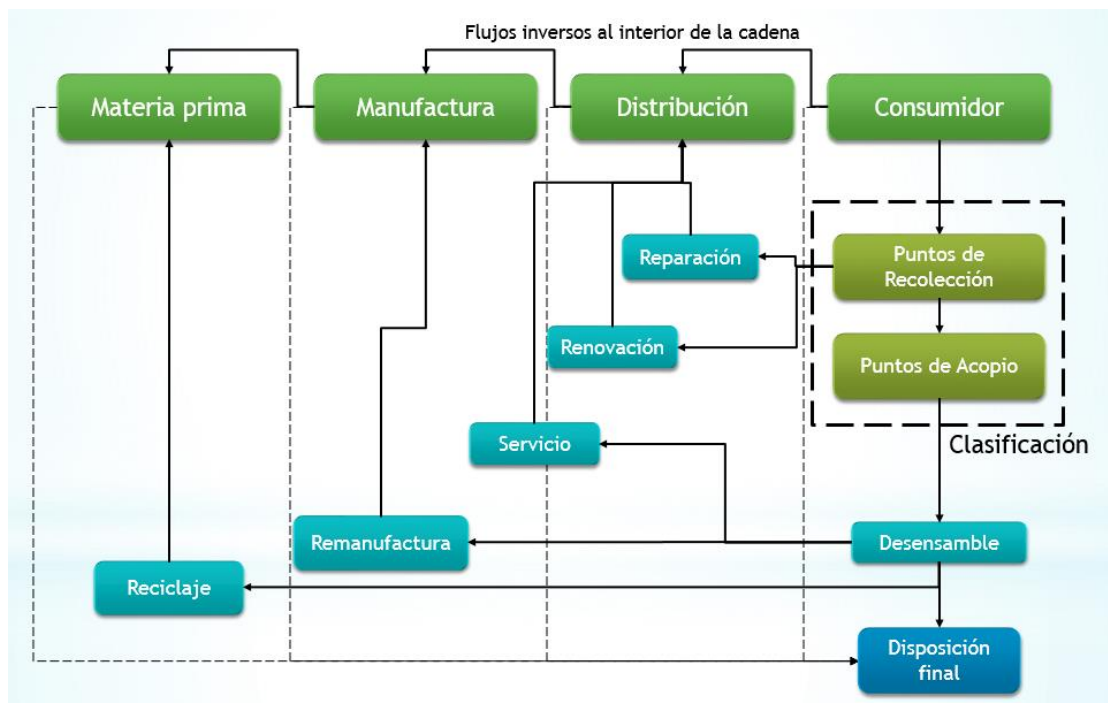 Flujos inversos al interior de la cadena
Materia prima
Manufactura
Distribución
Consumidor
Reparación
Puntos de
Recolección
Renovación
Puntos de Acopio
Servicio
Clasificación
Remanufactura
Desensamble
Reciclaje
Disposición
final